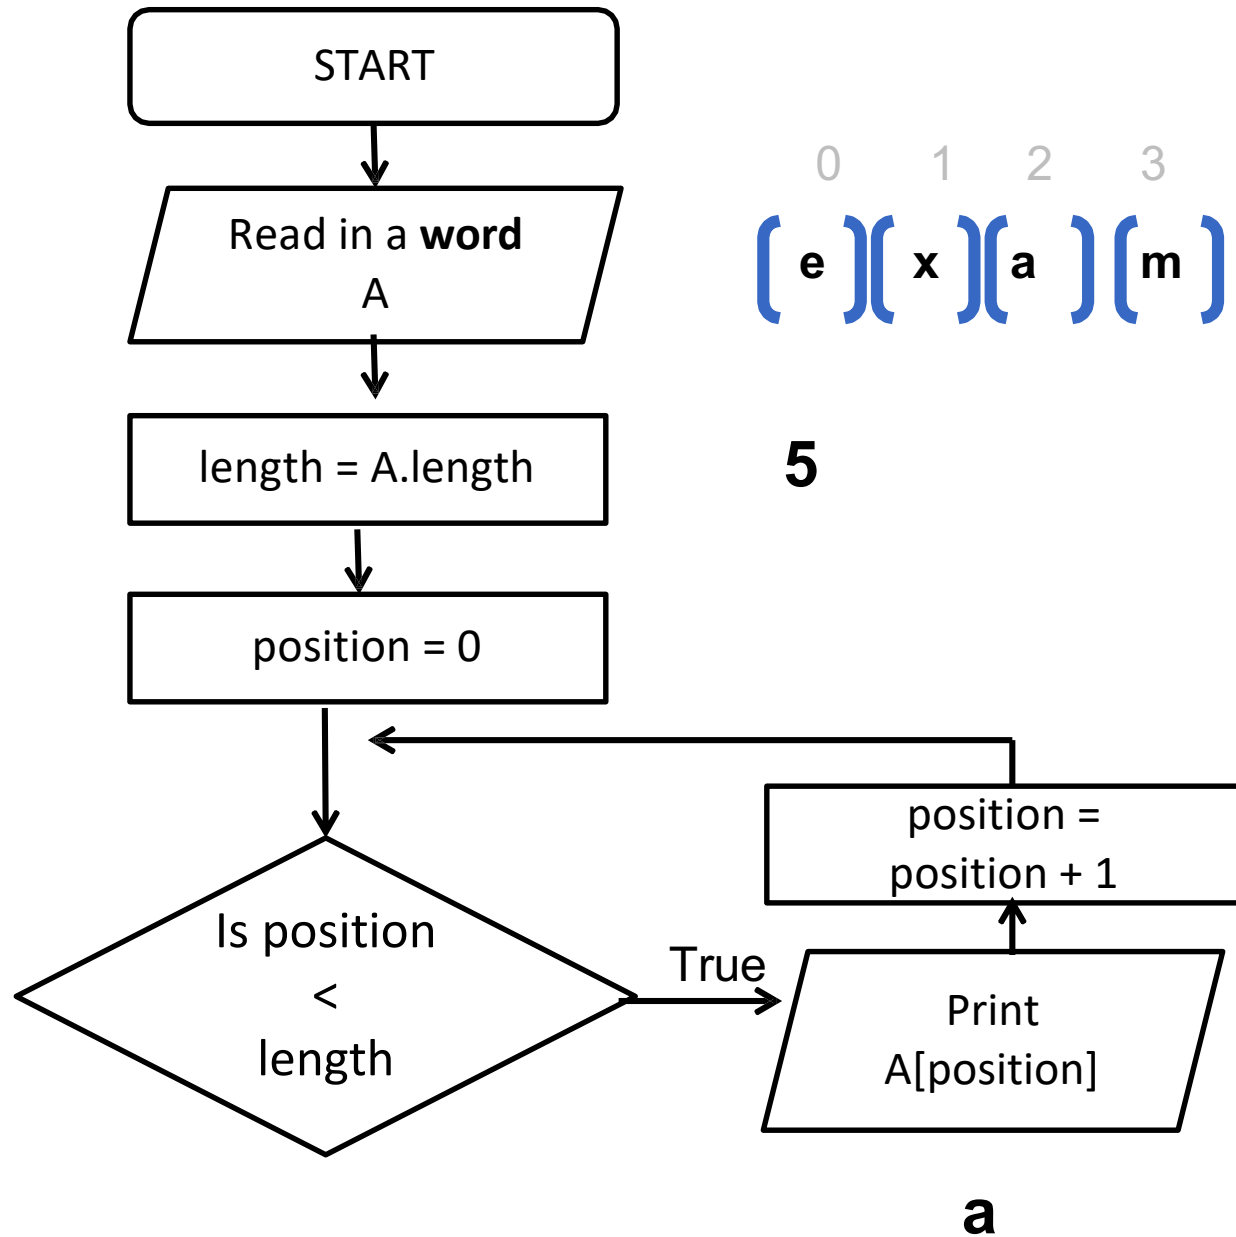 START
0 1 2 3
Read in a word
A
e x a m
length = A.length
5
position = 0
position =
position + 1
Is position
<
length
True
Print
A[position]
a